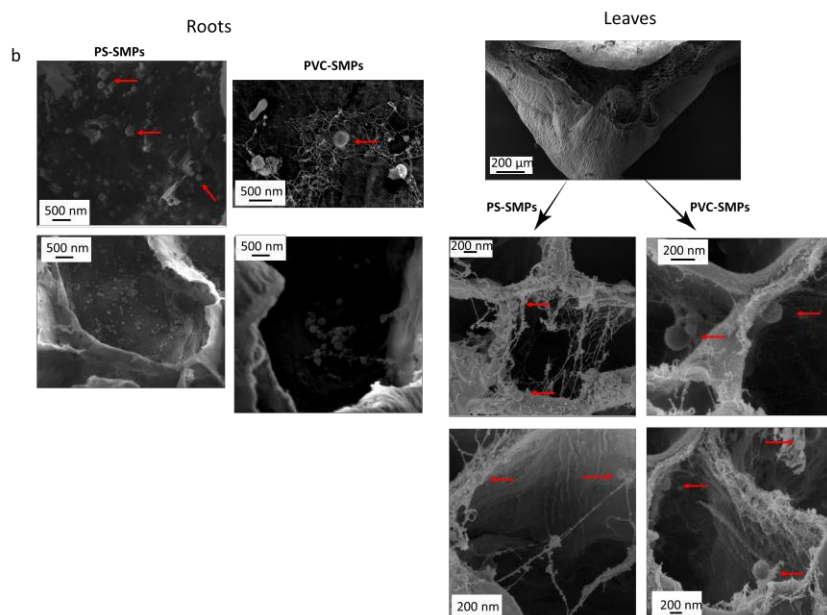 Roots
Leaves
b
PS-SMPs
PVC-SMPs
500 nm
500 nm
500 nm
500 nm
200 µm
PS-SMPs
PVC-SMPs
200 nm
200 nm
200 nm
200 nm